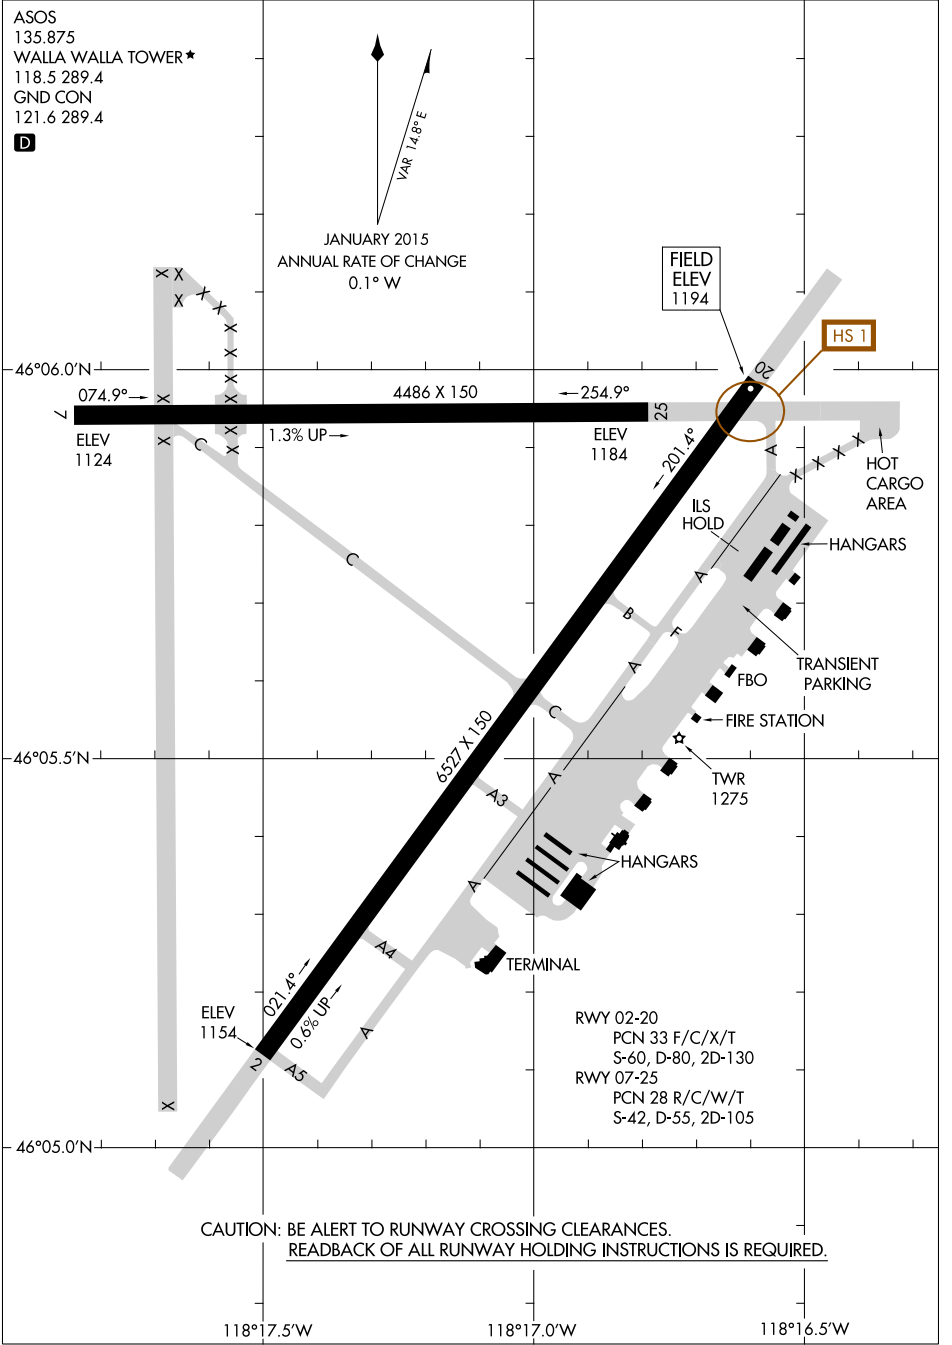 ASOS
135.875
WALLA WALLA TOWER★
118.5 289.4
GND CON
121.6 289.4
D
VAR 14.8° E
JANUARY 2015
ANNUAL RATE OF CHANGE
0.1° W
FIELD
ELEV
1194
HS 1
46°06.0'N
X X
X
X
X
X
X
X
X
X
X
X
X
X
X
7
074.9°
4486 X 150
254.9°
25
20
ELEV
1124
1.3% UP
ELEV
1184
201.4°
C
A
X
X
X
X
HOT
CARGO
AREA
ILS
HOLD
HANGARS
C
A
B
F
A
TRANSIENT
PARKING
FBO
C
FIRE STATION
6527 X 150
46°05.5'N
A
TWR
1275
A3
HANGARS
A
A4
TERMINAL
021.4°
0.6% UP
ELEV
1154
A
2
A5
X
RWY 02-20
PCN 33 F/C/X/T
S-60, D-80, 2D-130
RWY 07-25
PCN 28 R/C/W/T
S-42, D-55, 2D-105
46°05.0'N
CAUTION: BE ALERT TO RUNWAY CROSSING CLEARANCES.
READBACK OF ALL RUNWAY HOLDING INSTRUCTIONS IS REQUIRED.
118°17.5'W
118°17.0'W
118°16.5'W